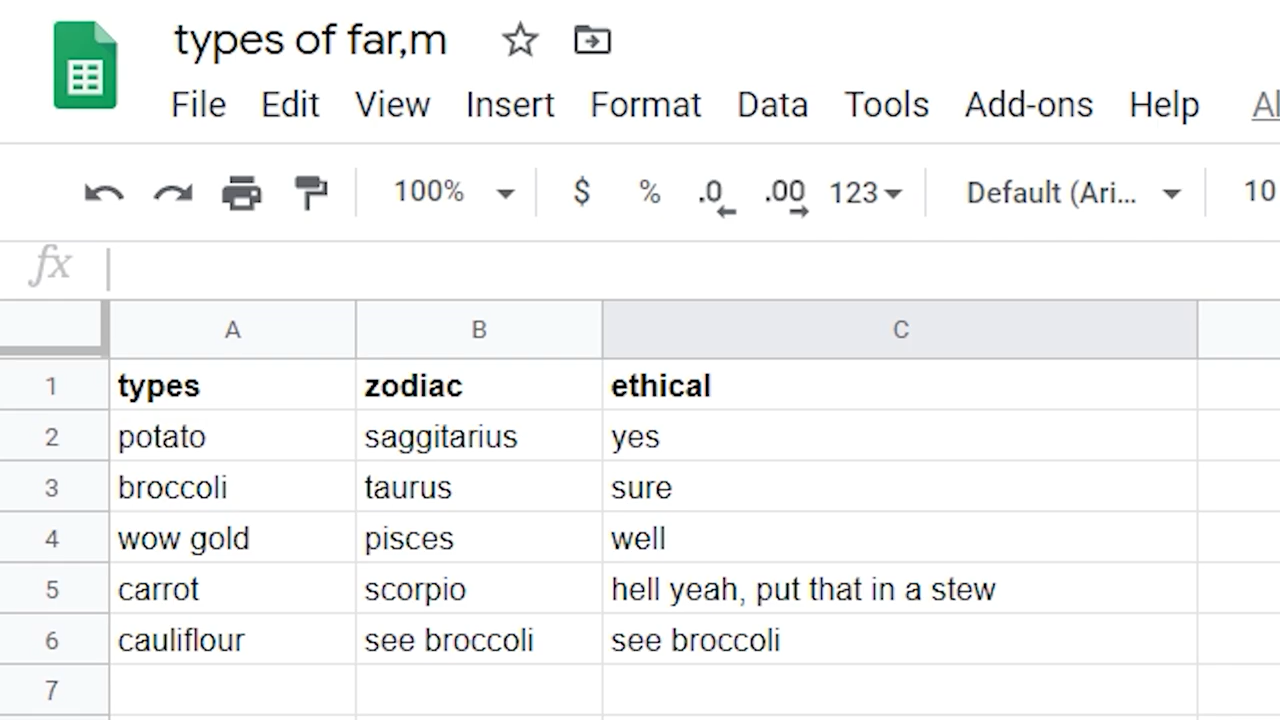 types of far,m
File Edit View Insert Format Data Tools Add-ons Help
100% $ % .0 .00 123 Default (Ari... 10
fx
A B C
1 types zodiac ethical
2 potato saggitarius yes
3 broccoli taurus sure
4 wow gold pisces well
5 carrot scorpio hell yeah, put that in a stew
6 cauliflour see broccoli see broccoli
7